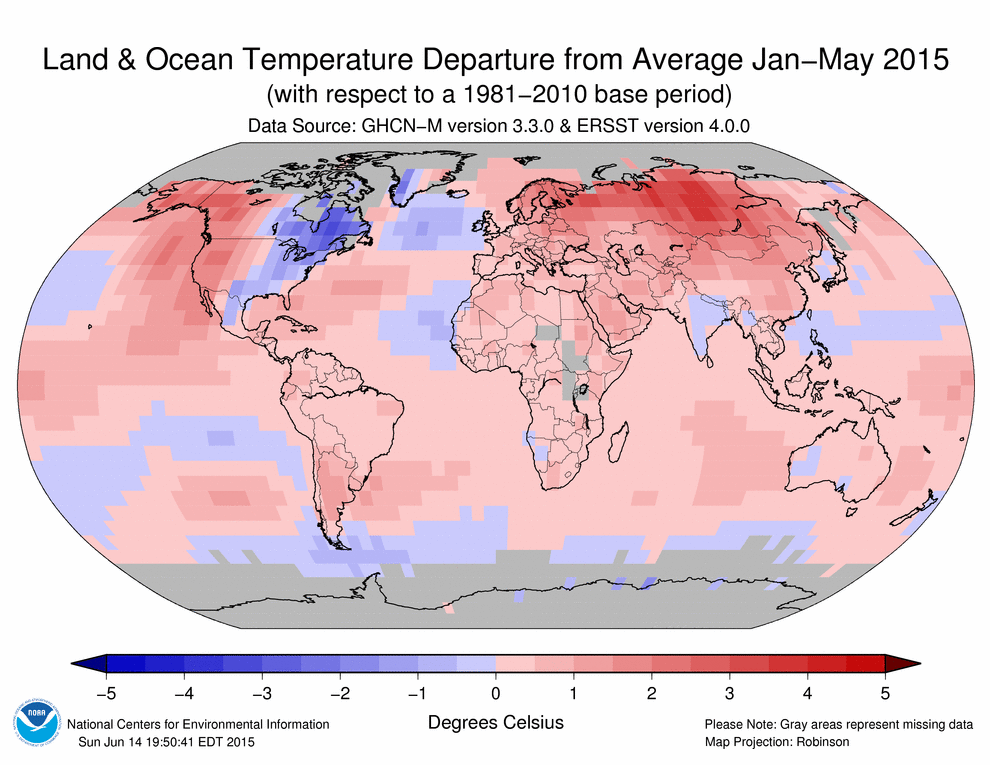 Land & Ocean Temperature Departure from Average Jan−May 2015
(with respect to a 1981−2010 base period)
Data Source: GHCN−M version 3.3.0 & ERSST version 4.0.0
−5 −4 −3 −2 −1 0 1 2 3 4 5
Degrees Celsius
NOAA
National Centers for Environmental Information
Sun Jun 14 19:50:41 EDT 2015
Please Note: Gray areas represent missing data
Map Projection: Robinson